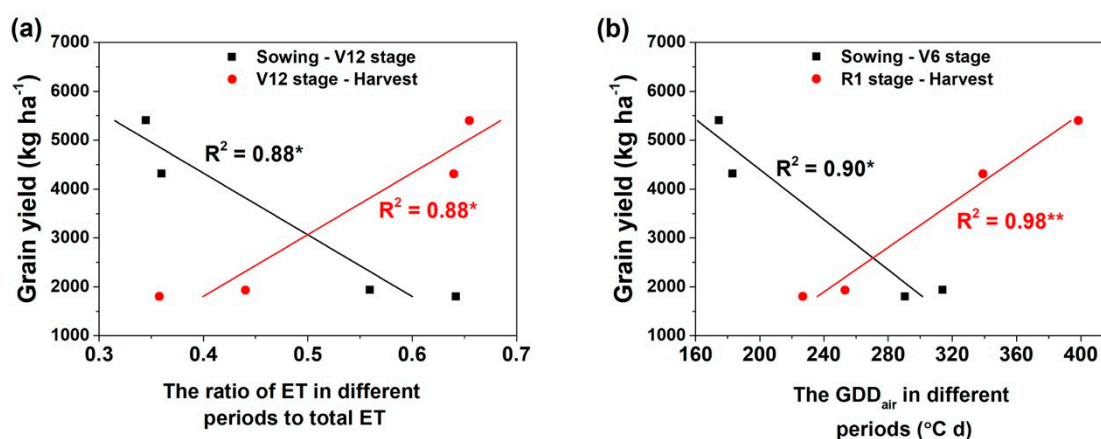 (a)
Grain yield (kg ha⁻¹)
7000
6000
5000
4000
3000
2000
1000
Sowing - V12 stage
V12 stage - Harvest
R² = 0.88*
R² = 0.88*
0.3 0.4 0.5 0.6 0.7
The ratio of ET in different
periods to total ET
(b)
Grain yield (kg ha⁻¹)
7000
6000
5000
4000
3000
2000
1000
Sowing - V6 stage
R1 stage - Harvest
R² = 0.90*
R² = 0.98**
160 200 240 280 320 360 400
The GDDair in different
periods (°C d)